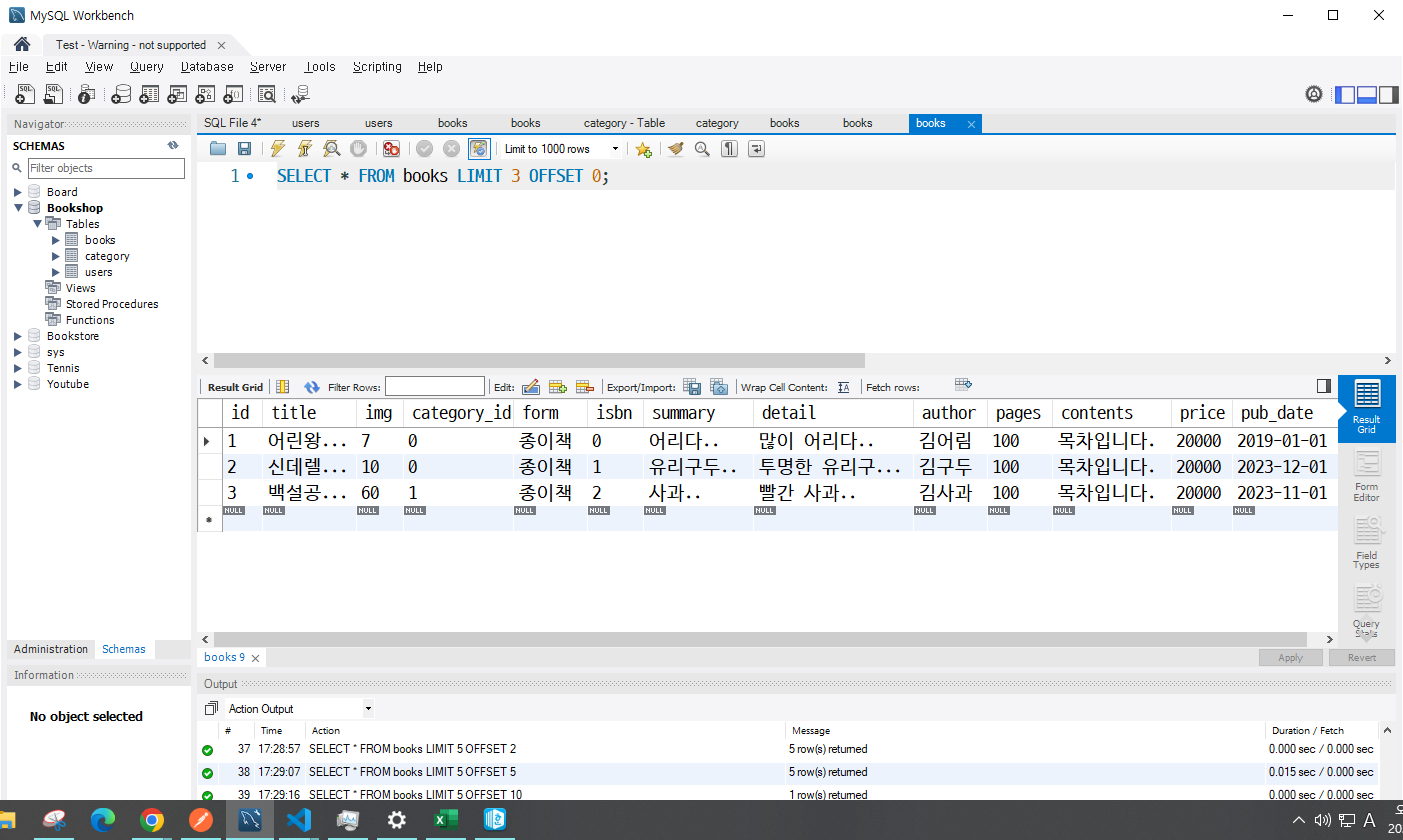 MySQL Workbench
Test - Warning - not supported
File Edit View Query Database Server Tools Scripting Help
Navigator
SCHEMAS
Filter objects
Board
Bookshop
Tables
books
category
users
Views
Stored Procedures
Functions
Bookstore
sys
Tennis
Youtube
Administration Schemas
Information
No object selected
SQL File 4* users users books books category - Table category books books books
Limit to 1000 rows
1 SELECT * FROM books LIMIT 3 OFFSET 0;
Result Grid Filter Rows: Edit: Export/Import: Wrap Cell Content: Fetch rows:
id title img category_id form isbn summary detail author pages contents price pub_date
1 어린왕... 7 0 종이책 0 어리다.. 많이 어리다.. 김어림 100 목차입니다. 20000 2019-01-01
2 신데렐... 10 0 종이책 1 유리구두.. 투명한 유리구... 김구두 100 목차입니다. 20000 2023-12-01
3 백설공... 60 1 종이책 2 사과.. 빨간 사과.. 김사과 100 목차입니다. 20000 2023-11-01
NULL NULL NULL NULL NULL NULL NULL NULL NULL NULL NULL NULL NULL
Result
Grid
Form
Editor
Field
Types
Query
Stats
books 9
Apply Revert
Output
Action Output
# Time Action Message Duration / Fetch
37 17:28:57 SELECT * FROM books LIMIT 5 OFFSET 2 5 row(s) returned 0.000 sec / 0.000 sec
38 17:29:07 SELECT * FROM books LIMIT 5 OFFSET 5 5 row(s) returned 0.015 sec / 0.000 sec
39 17:29:16 SELECT * FROM books LIMIT 5 OFFSET 10 1 row(s) returned 0.000 sec / 0.000 sec
A